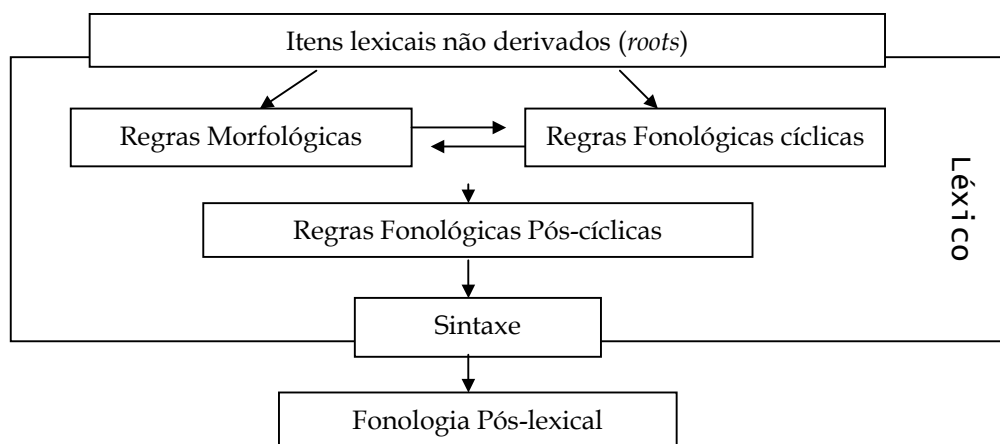 Itens lexicais não derivados (roots)
Regras Morfológicas
Regras Fonológicas cíclicas
Léxico
Regras Fonológicas Pós-cíclicas
Sintaxe
Fonologia Pós-lexical